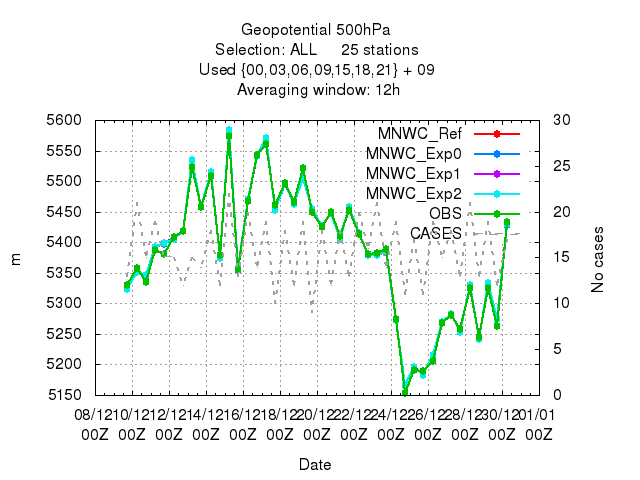 Geopotential 500hPa
Selection: ALL     25 stations
Used {00,03,06,09,15,18,21} + 09
Averaging window: 12h
5600
5550
5500
5450
5400
5350
5300
5250
5200
5150
m
30
25
20
15
10
5
0
No cases
MNWC_Ref
MNWC_Exp0
MNWC_Exp1
MNWC_Exp2
OBS
CASES
08/12 10/12 12/12 14/12 16/12 18/12 20/12 22/12 24/12 26/12 28/12 30/12 01/01
00Z 00Z 00Z 00Z 00Z 00Z 00Z 00Z 00Z 00Z 00Z 00Z 00Z
Date